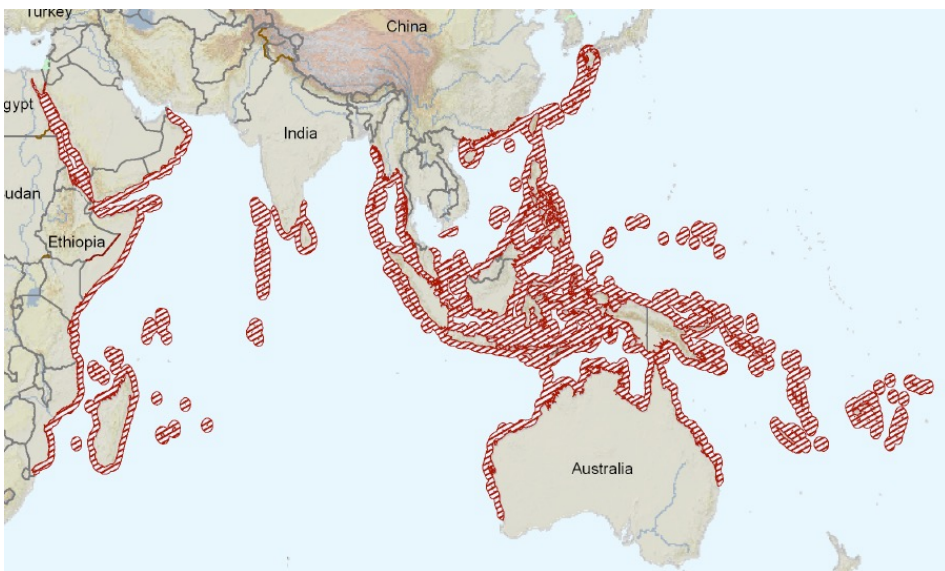 Turkey
China
gypt
India
udan
Ethiopia
Australia